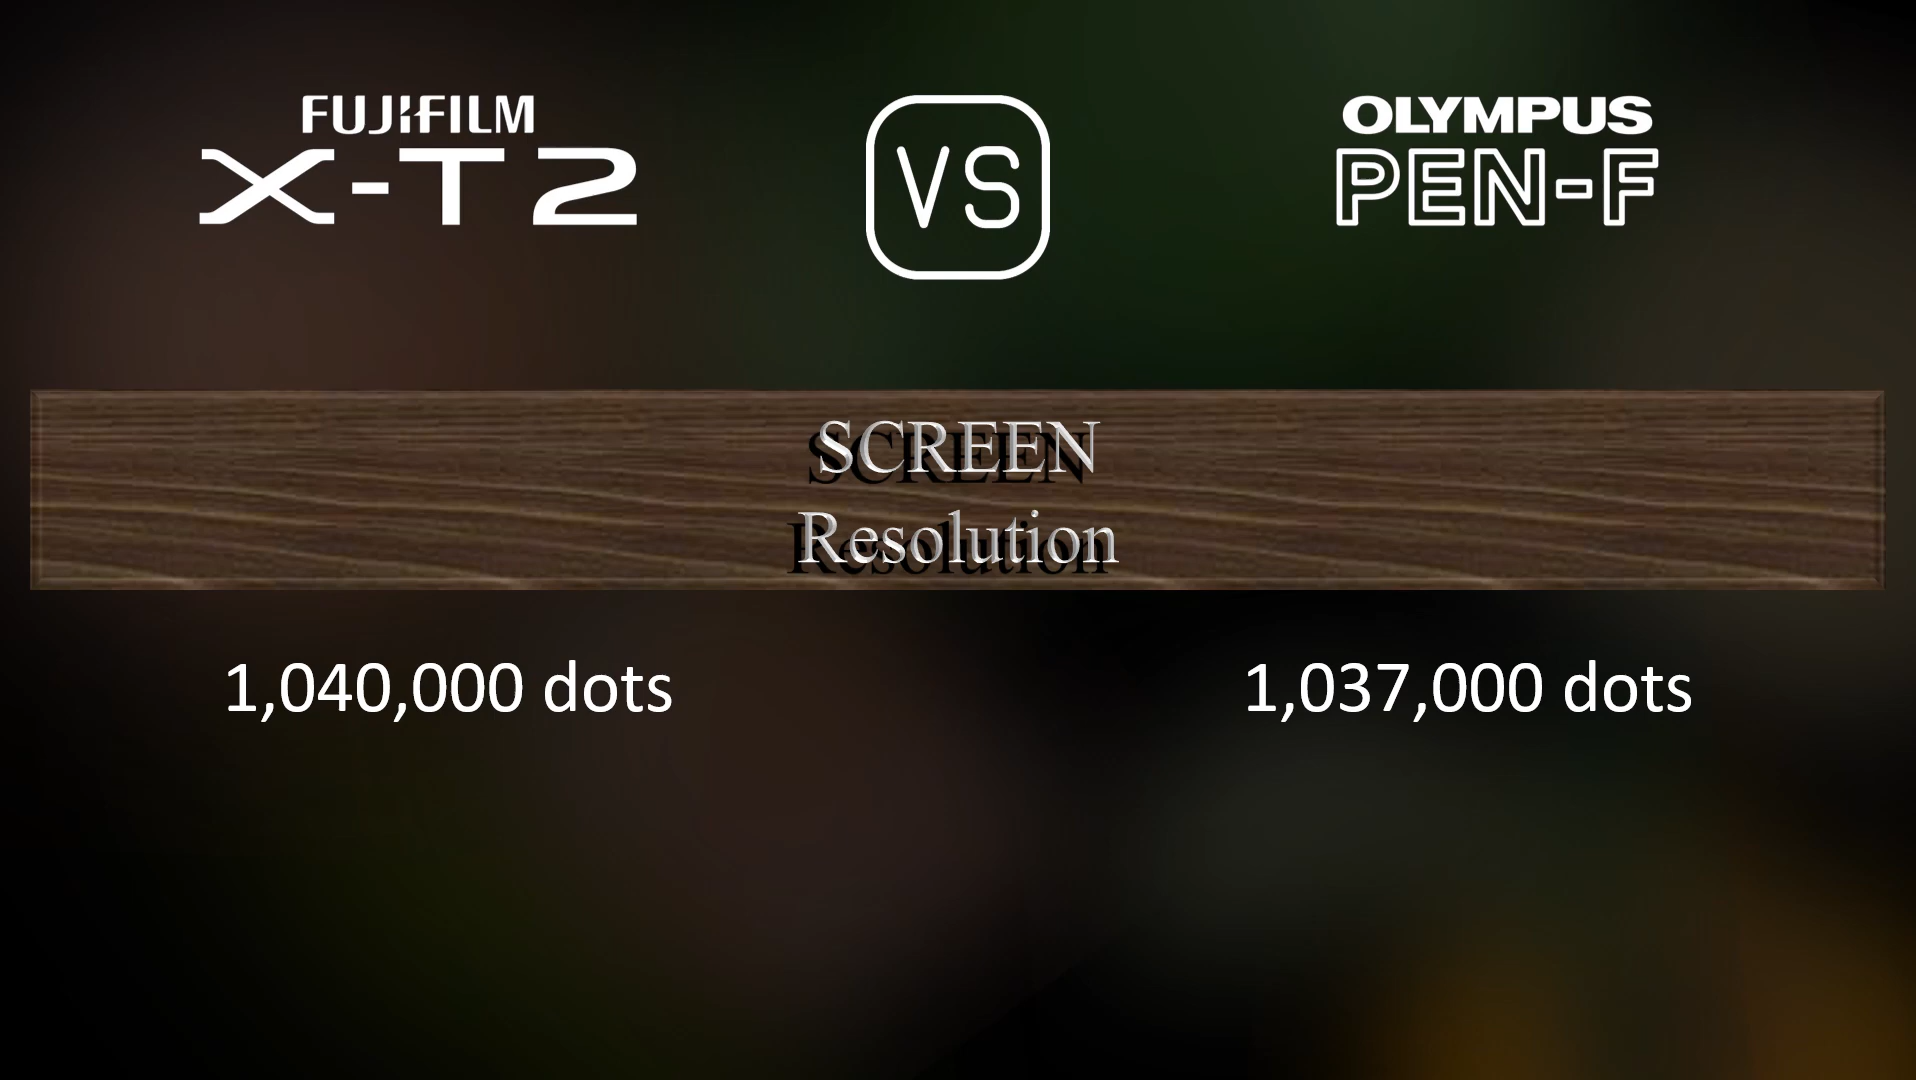 FUJIFILM
X-T2
VS
OLYMPUS
PEN-F
SCREEN
Resolution
1,040,000 dots
1,037,000 dots